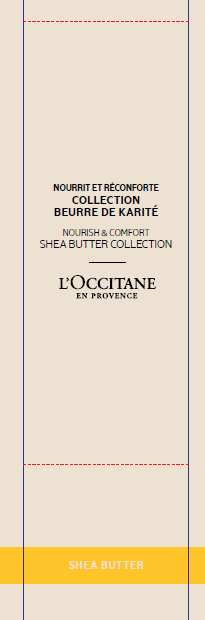 NOURRIT ET RÉCONFORTE
COLLECTION
BEURRE DE KARITÉ
NOURISH & COMFORT
SHEA BUTTER COLLECTION
L'OCCITANE
EN PROVENCE
SHEA BUTTER